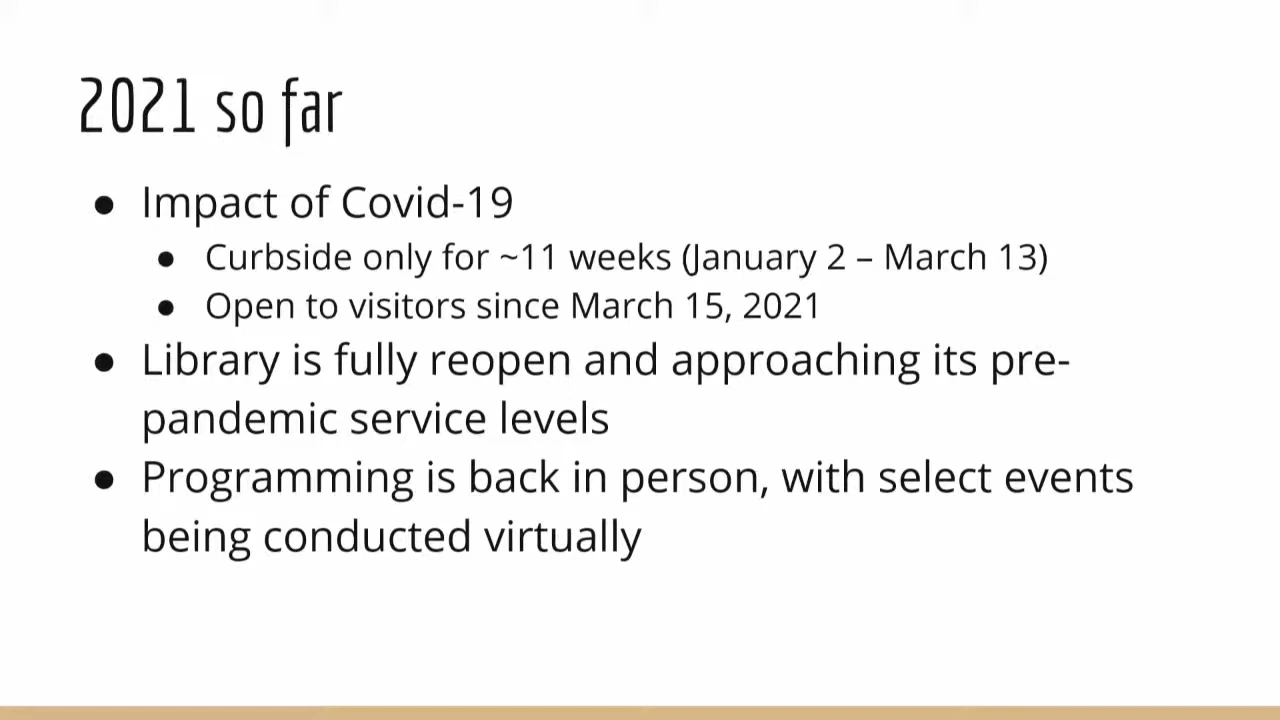 2021 so far
● Impact of Covid-19
● Curbside only for ~11 weeks (January 2 – March 13)
● Open to visitors since March 15, 2021
● Library is fully reopen and approaching its pre-
pandemic service levels
● Programming is back in person, with select events
being conducted virtually